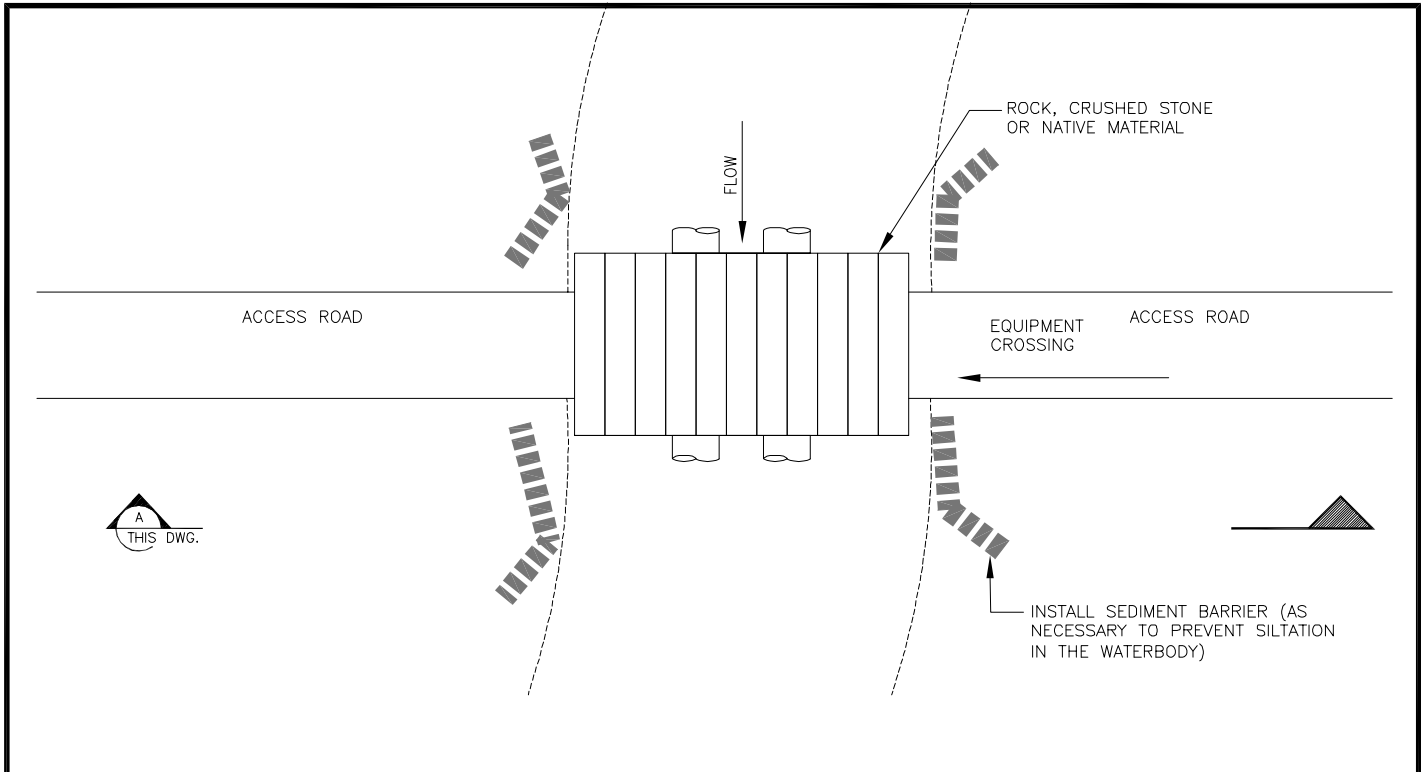 ROCK, CRUSHED STONE
OR NATIVE MATERIAL
FLOW
ACCESS ROAD
EQUIPMENT
CROSSING
ACCESS ROAD
A
THIS DWG.
INSTALL SEDIMENT BARRIER (AS
NECESSARY TO PREVENT SILTATION
IN THE WATERBODY)